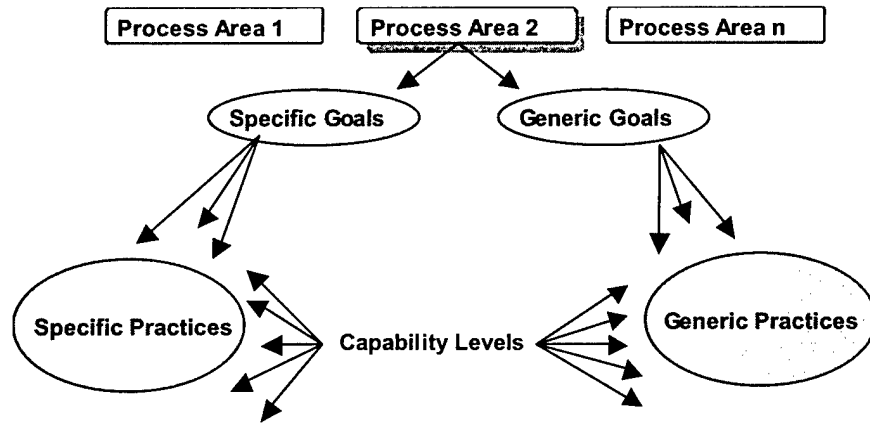 Process Area 1
Process Area 2
Process Area n
Specific Goals
Generic Goals
Specific Practices
Capability Levels
Generic Practices